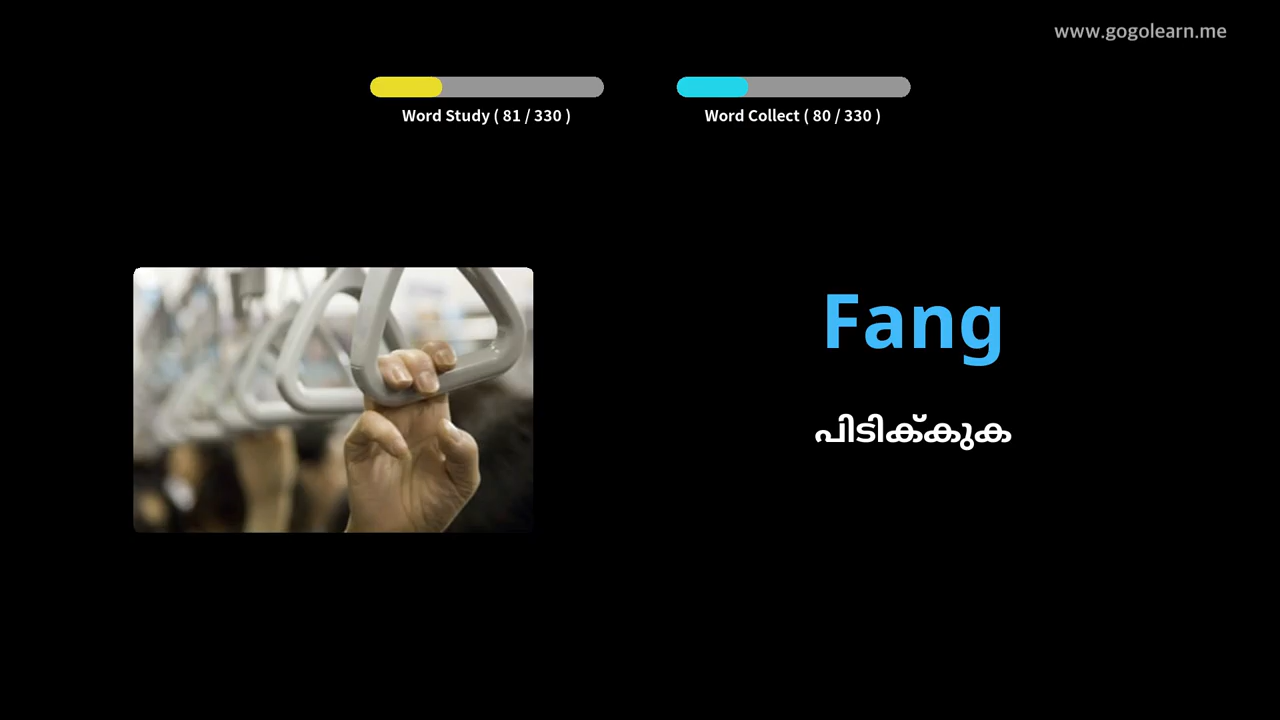 www.gogolearn.me
Word Study ( 81 / 330 )
Word Collect ( 80 / 330 )
Fang
പിടിക്കുക